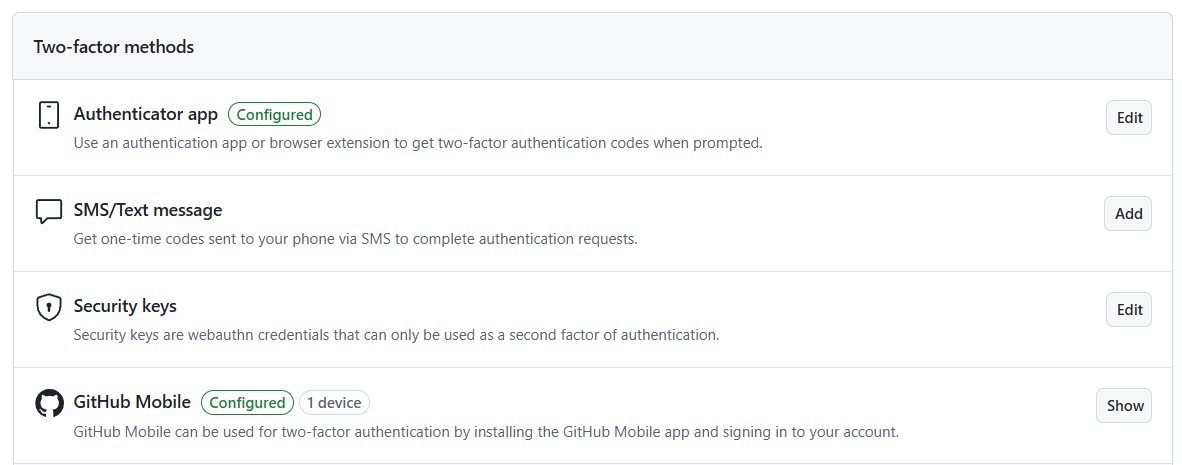 Two-factor methods
Authenticator app Configured
Edit
Use an authentication app or browser extension to get two-factor authentication codes when prompted.
SMS/Text message
Add
Get one-time codes sent to your phone via SMS to complete authentication requests.
Security keys
Edit
Security keys are webauthn credentials that can only be used as a second factor of authentication.
GitHub Mobile Configured 1 device
Show
GitHub Mobile can be used for two-factor authentication by installing the GitHub Mobile app and signing in to your account.